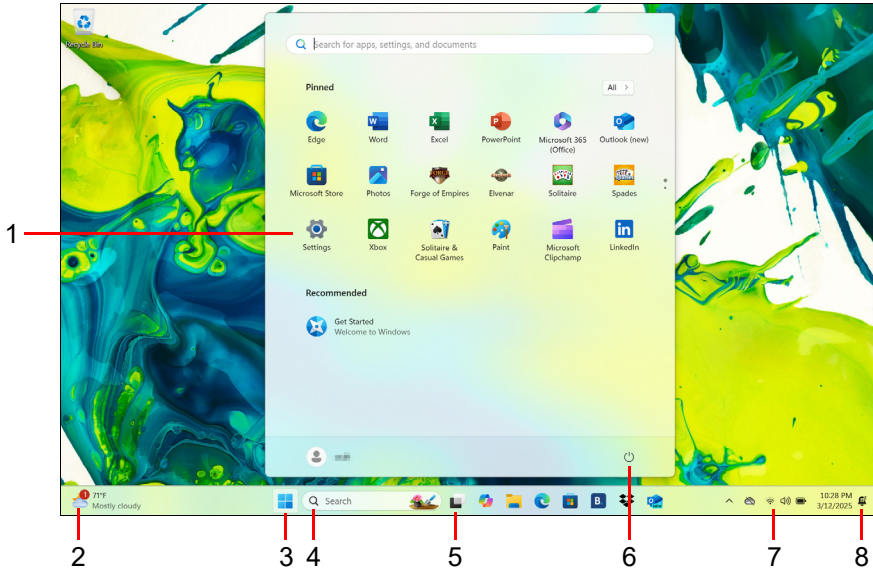 Recycle Bin
Search for apps, settings, and documents
Pinned
All >
Edge
Word
Excel
PowerPoint
Microsoft 365
(Office)
Outlook (new)
Microsoft Store
Photos
Forge of Empires
Elvenar
Solitaire
Spades
1
Settings
Xbox
Solitaire &
Casual Games
Paint
Microsoft
Clipchamp
LinkedIn
Recommended
Get Started
Welcome to Windows
1
71°F
Mostly cloudy
Search
10:28 PM
3/12/2025
2
3
4
5
6
7
8